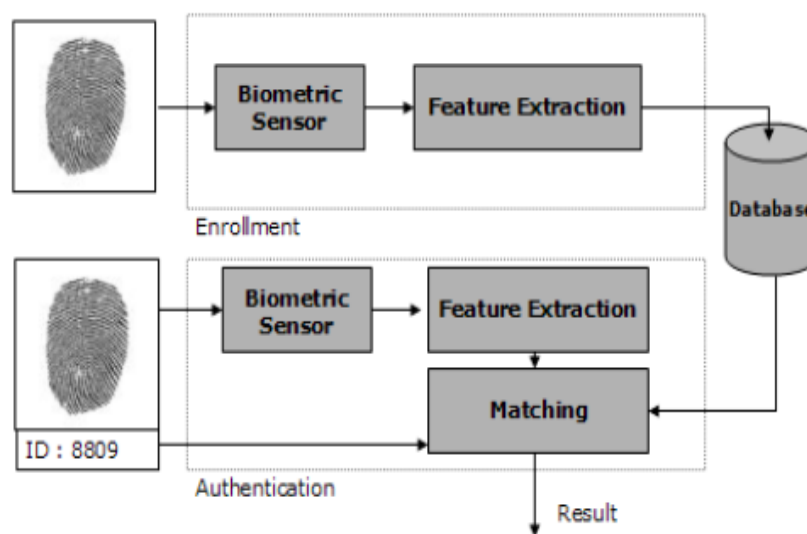 Biometric
Sensor
Feature Extraction
Database
Enrollment
Biometric
Sensor
Feature Extraction
Matching
ID : 8809
Authentication
Result